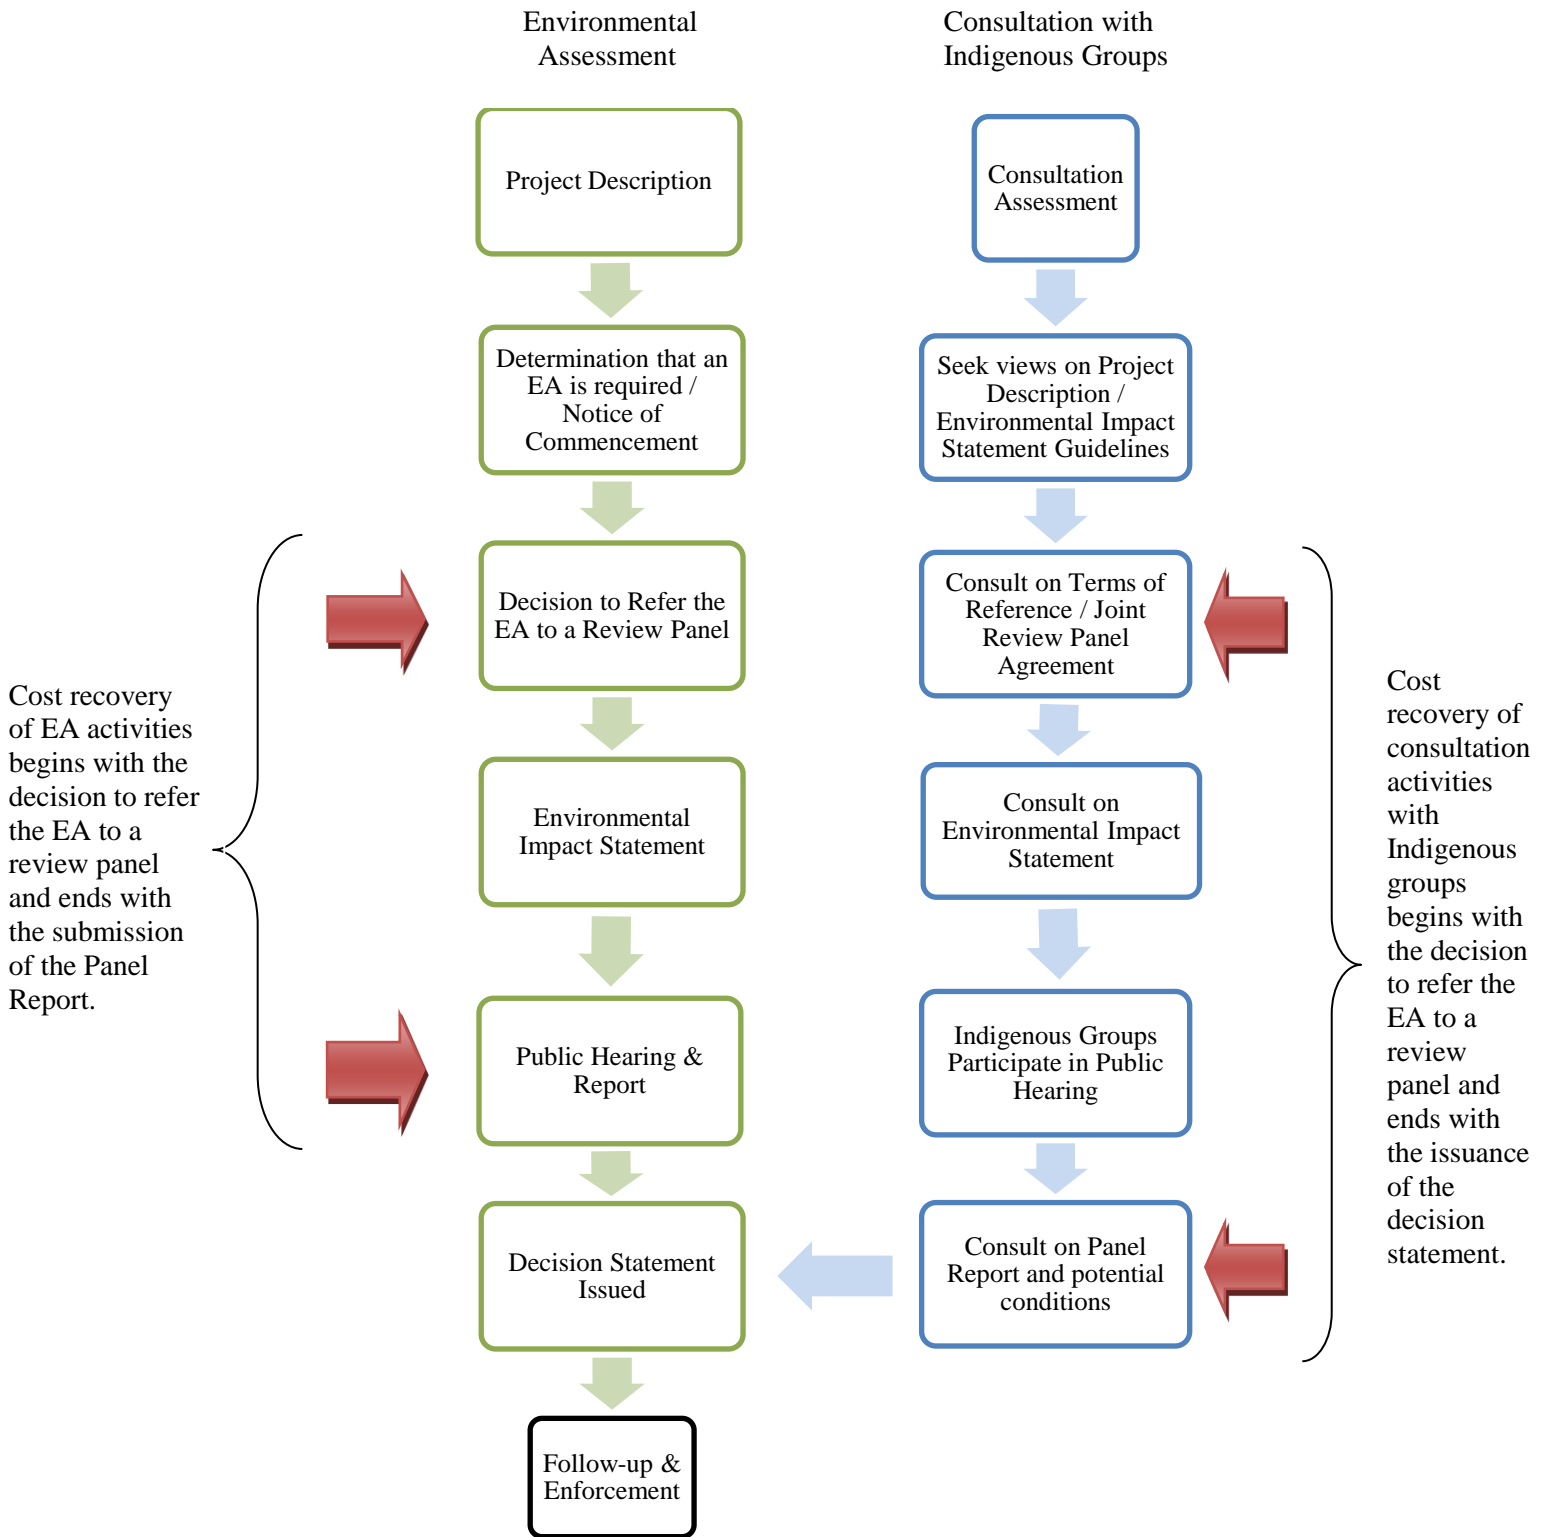 Environmental
Assessment
Consultation with
Indigenous Groups
Project Description
Consultation
Assessment
Determination that an
EA is required /
Notice of
Commencement
Seek views on Project
Description /
Environmental Impact
Statement Guidelines
Decision to Refer the
EA to a Review Panel
Consult on Terms of
Reference / Joint
Review Panel
Agreement
Cost recovery
of EA activities
begins with the
decision to refer
the EA to a
review panel
and ends with
the submission
of the Panel
Report.
Environmental
Impact Statement
Consult on
Environmental Impact
Statement
Cost
recovery of
consultation
activities
with
Indigenous
groups
begins with
the decision
to refer the
EA to a
review
panel and
ends with
the issuance
of the
decision
statement.
Public Hearing &
Report
Indigenous Groups
Participate in Public
Hearing
Decision Statement
Issued
Consult on Panel
Report and potential
conditions
Follow-up &
Enforcement